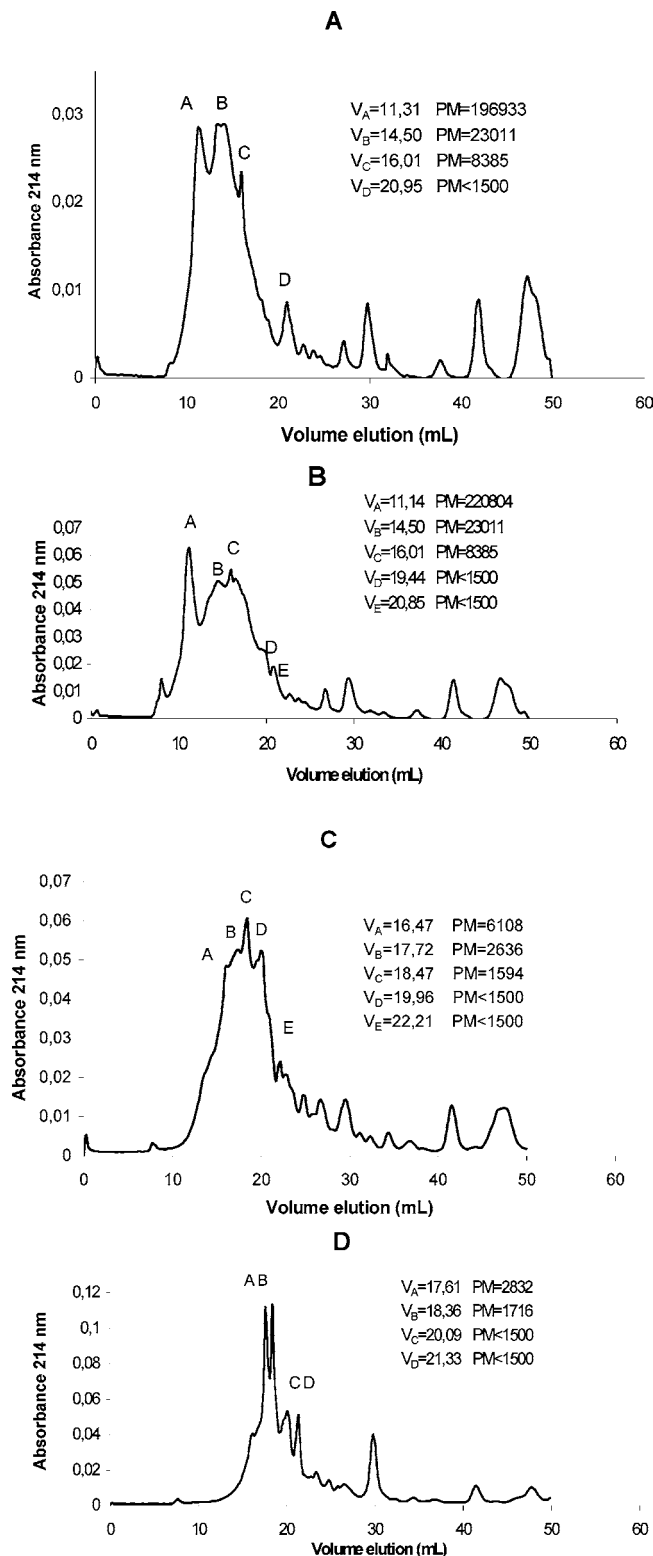 A
A B
C
D
V_A=11,31 PM=196933
V_B=14,50 PM=23011
V_C=16,01 PM=8385
V_D=20,95 PM<1500
Absorbance 214 nm
0,03
0,02
0,01
0
0 10 20 30 40 50 60
Volume elution (mL)
B
A
B C
D
E
V_A=11,14 PM=220804
V_B=14,50 PM=23011
V_C=16,01 PM=8385
V_D=19,44 PM<1500
V_E=20,85 PM<1500
Absorbance 214 nm
0,07
0,06
0,05
0,04
0,03
0,02
0,01
0
0 10 20 30 40 50 60
Volume elution (mL)
C
C
A B D
E
V_A=16,47 PM=6108
V_B=17,72 PM=2636
V_C=18,47 PM=1594
V_D=19,96 PM<1500
V_E=22,21 PM<1500
Absorbance 214 nm
0,07
0,06
0,05
0,04
0,03
0,02
0,01
0
0 10 20 30 40 50 60
Volume elution (mL)
D
A B
C D
V_A=17,61 PM=2832
V_B=18,36 PM=1716
V_C=20,09 PM<1500
V_D=21,33 PM<1500
Absorbance 214 nm
0,12
0,1
0,08
0,06
0,04
0,02
0
0 10 20 30 40 50 60
Volume elution (mL)